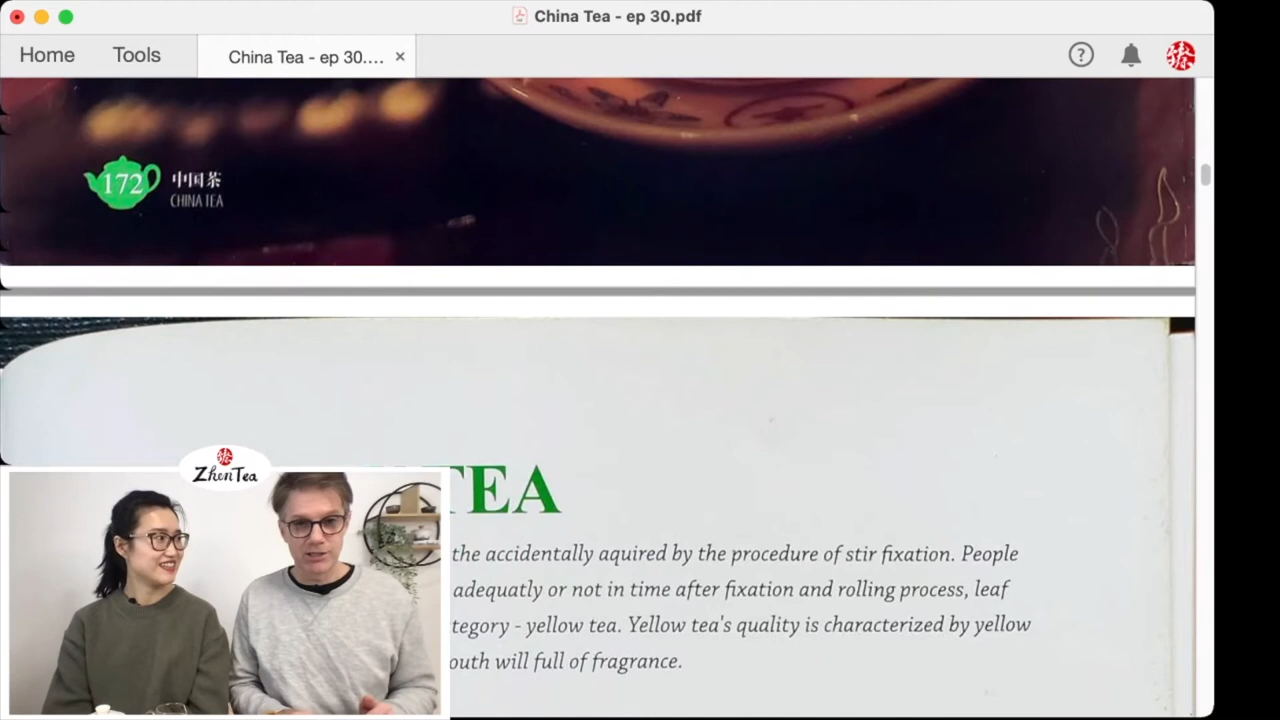 China Tea - ep 30.pdf
Home
Tools
China Tea - ep 30....
172
中国茶
CHINA TEA
TEA
the accidentally aquired by the procedure of stir fixation. People
adequatly or not in time after fixation and rolling process, leaf
tegory - yellow tea. Yellow tea's quality is characterized by yellow
outh will full of fragrance.
ZhenTea